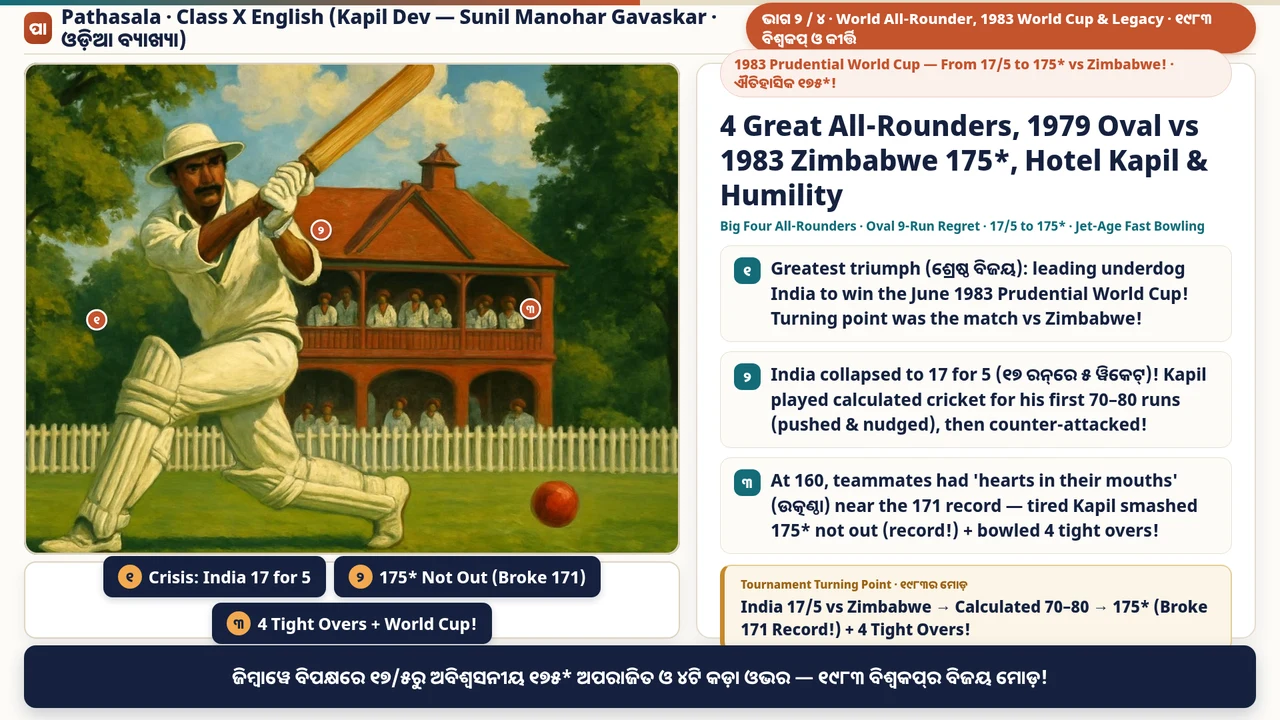 ପା
Pathasala · Class X English (Kapil Dev — Sunil Manohar Gavaskar ·
ଓଡ଼ିଆ ବ୍ୟାଖ୍ୟା)
ଭାଗ ୨ / ୪ · World All-Rounder, 1983 World Cup & Legacy · ୧୯୮୩
ବିଶ୍ୱକପ୍ ଓ କୀର୍ତ୍ତି
1983 Prudential World Cup — From 17/5 to 175* vs Zimbabwe! ·
ଐତିହାସିକ ୧୭୫*!
4 Great All-Rounders, 1979 Oval vs
1983 Zimbabwe 175*, Hotel Kapil &
Humility
Big Four All-Rounders · Oval 9-Run Regret · 17/5 to 175* · Jet-Age Fast Bowling
୧
Greatest triumph (ଶ୍ରେଷ୍ଠ ବିଜୟ): leading underdog
India to win the June 1983 Prudential World Cup!
Turning point was the match vs Zimbabwe!
୨
India collapsed to 17 for 5 (୧୭ ରନ୍‌ରେ ୫ ୱିକେଟ୍)! Kapil
played calculated cricket for his first 70–80 runs
(pushed & nudged), then counter-attacked!
୩
At 160, teammates had 'hearts in their mouths'
(ଉତ୍କଣ୍ଠା) near the 171 record — tired Kapil smashed
175* not out (record!) + bowled 4 tight overs!
Tournament Turning Point · ୧୯୮୩ର ମୋଡ଼
India 17/5 vs Zimbabwe → Calculated 70–80 → 175* (Broke
171 Record!) + 4 Tight Overs!
୧
୨
୩
୧ Crisis: India 17 for 5
୨ 175* Not Out (Broke 171)
୩ 4 Tight Overs + World Cup!
ଜିମ୍ବାୱେ ବିପକ୍ଷରେ ୧୭/୫ରୁ ଅବିଶ୍ୱସନୀୟ ୧୭୫* ଅପରାଜିତ ଓ ୪ଟି କଡ଼ା ଓଭର — ୧୯୮୩ ବିଶ୍ୱକପ୍‌ର ବିଜୟ ମୋଡ଼!